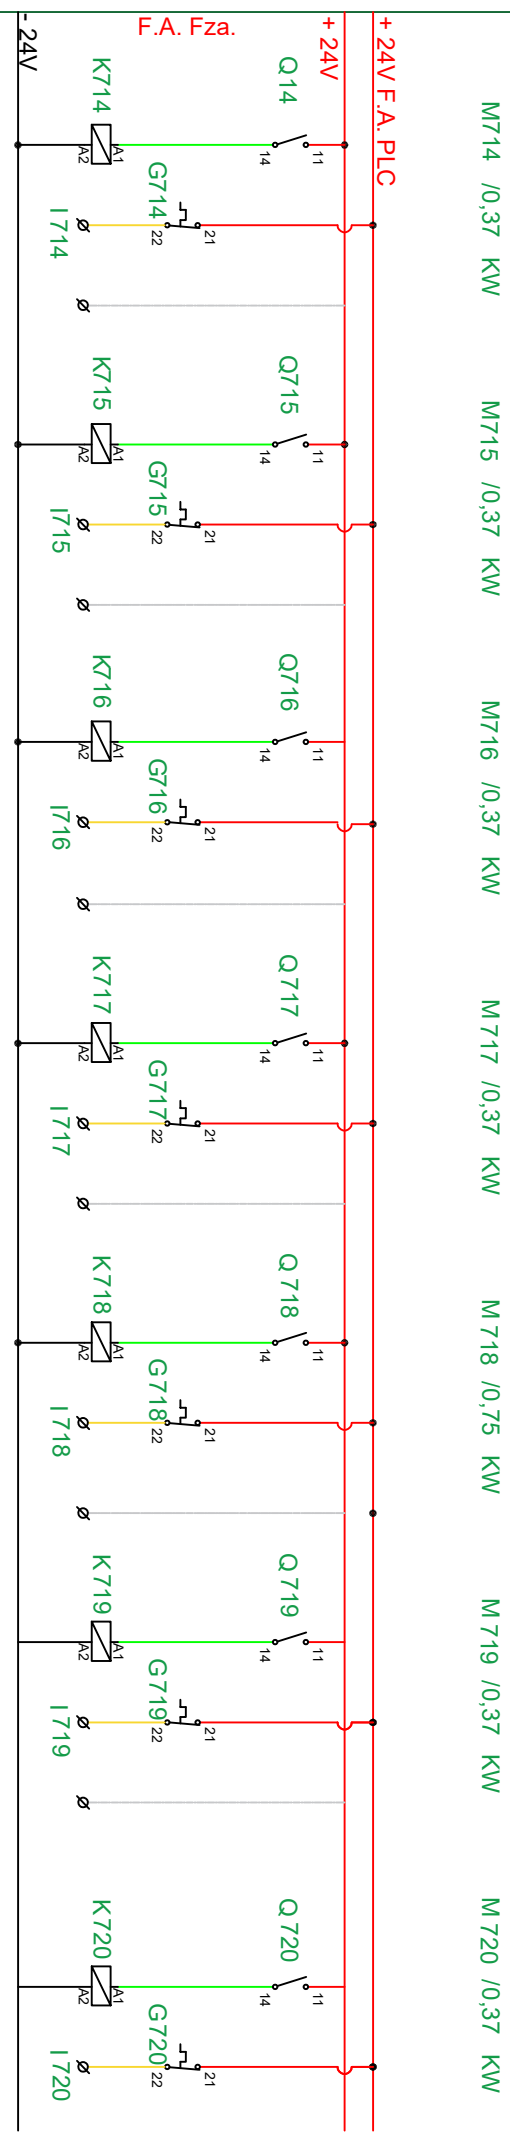 F.A. Fza.
+ 24V F.A. PLC
+ 24V
- 24V
M714 /0,37 KW
Q14
11
14
K714
A1
A2
G714
21
22
I 714
M715 /0,37 KW
Q715
11
14
K715
A1
A2
G715
21
22
I715
M716 /0,37 KW
Q716
11
14
K716
A1
A2
G716
21
22
I716
M 717 /0,37 KW
Q 717
11
14
K717
A1
A2
G717
21
22
I 717
M 718 /0,75 KW
Q 718
11
14
K718
A1
A2
G 718
21
22
I 718
M 719 /0,37 KW
Q 719
11
14
K719
A1
A2
G 719
21
22
I 719
M 720 /0,37 KW
Q 720
11
14
K720
A1
A2
G720
21
22
I 720